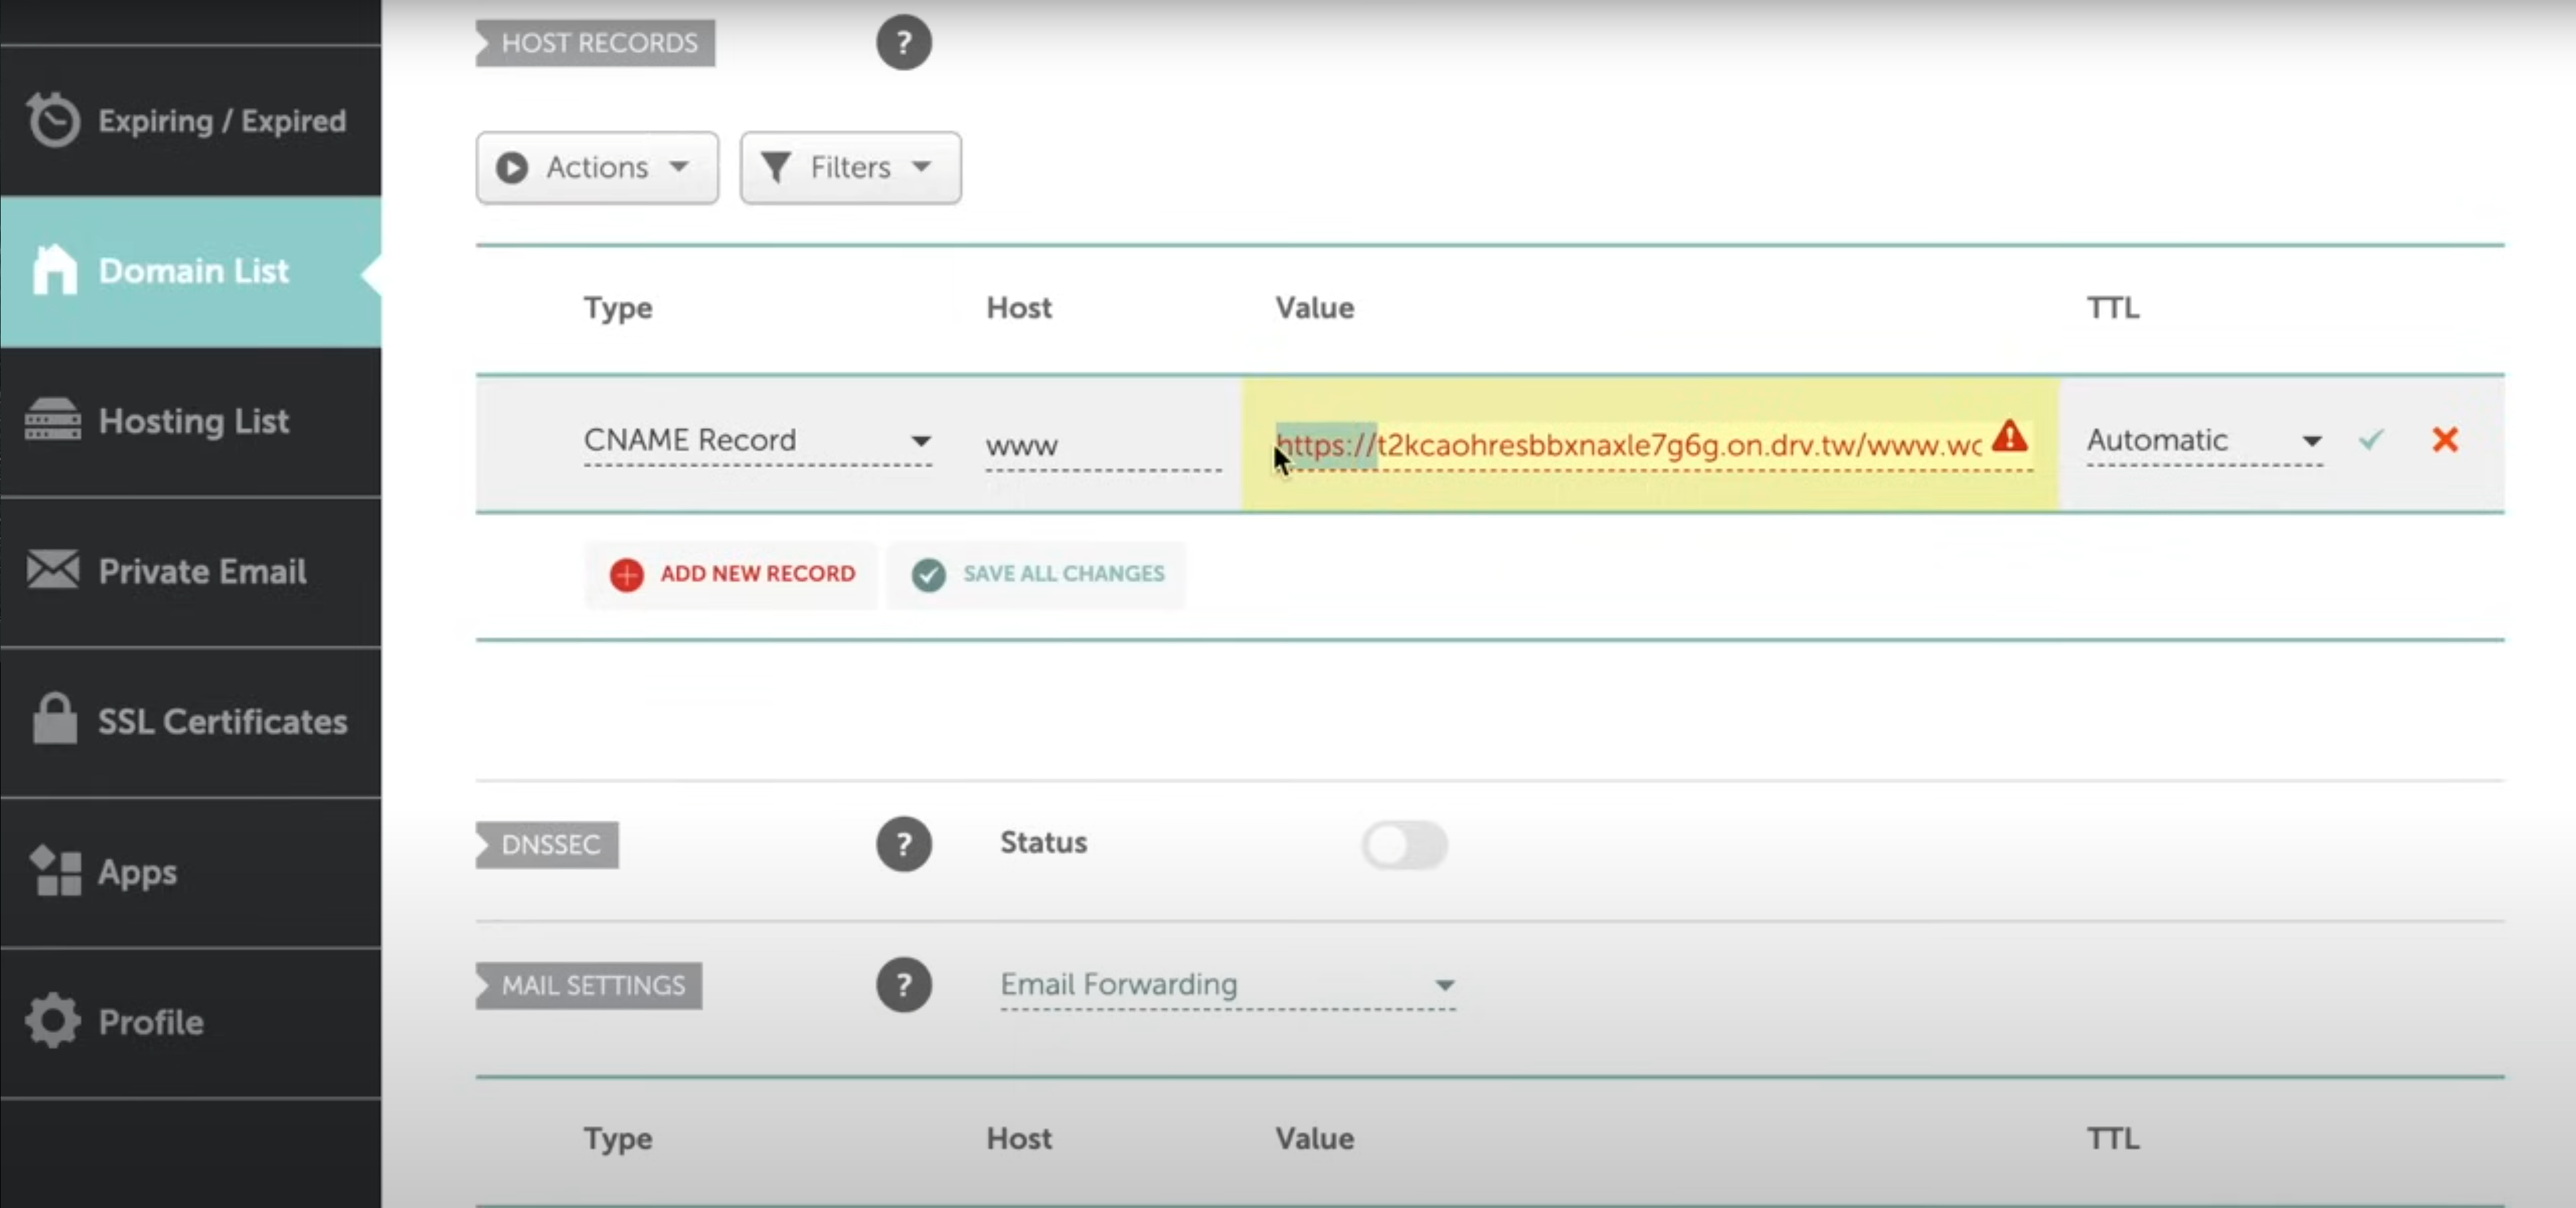 HOST RECORDS ?
Expiring / Expired
Actions Filters
Domain List
Type Host Value TTL
Hosting List
CNAME Record www https://t2kcaohresbbxnaxle7g6g.on.drv.tw/www.wc Automatic
Private Email
ADD NEW RECORD SAVE ALL CHANGES
SSL Certificates
DNSSEC ? Status
Apps
MAIL SETTINGS ? Email Forwarding
Profile
Type Host Value TTL